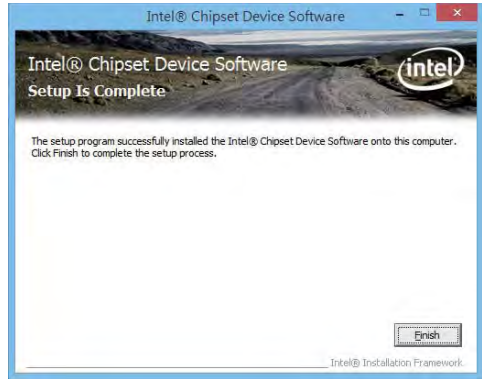 Intel® Chipset Device Software
Intel® Chipset Device Software
Setup Is Complete
intel
The setup program successfully installed the Intel® Chipset Device Software onto this computer.
Click Finish to complete the setup process.
Finish
Intel® Installation Framework